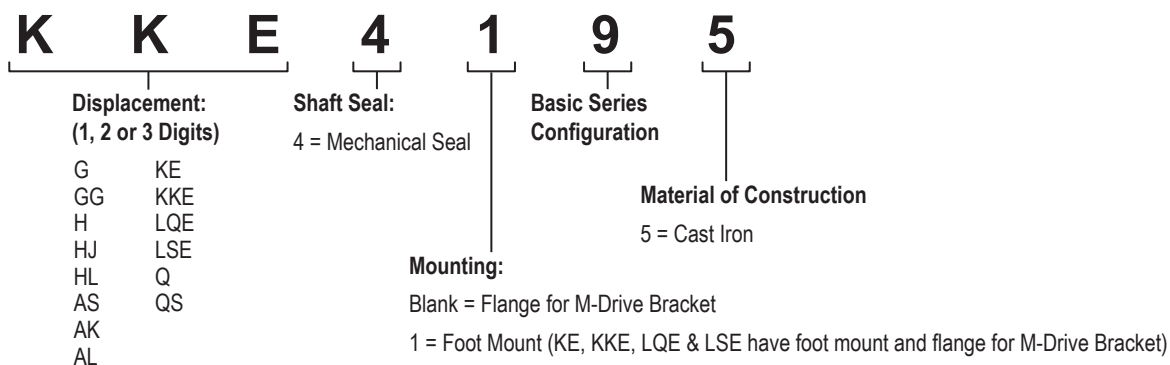 K K E 4 1 9 5
Displacement:
(1, 2 or 3 Digits)
G KE
GG KKE
H LQE
HJ LSE
HL Q
AS QS
AK
AL
Shaft Seal:
4 = Mechanical Seal
Basic Series
Configuration
Material of Construction
5 = Cast Iron
Mounting:
Blank = Flange for M-Drive Bracket
1 = Foot Mount (KE, KKE, LQE & LSE have foot mount and flange for M-Drive Bracket)